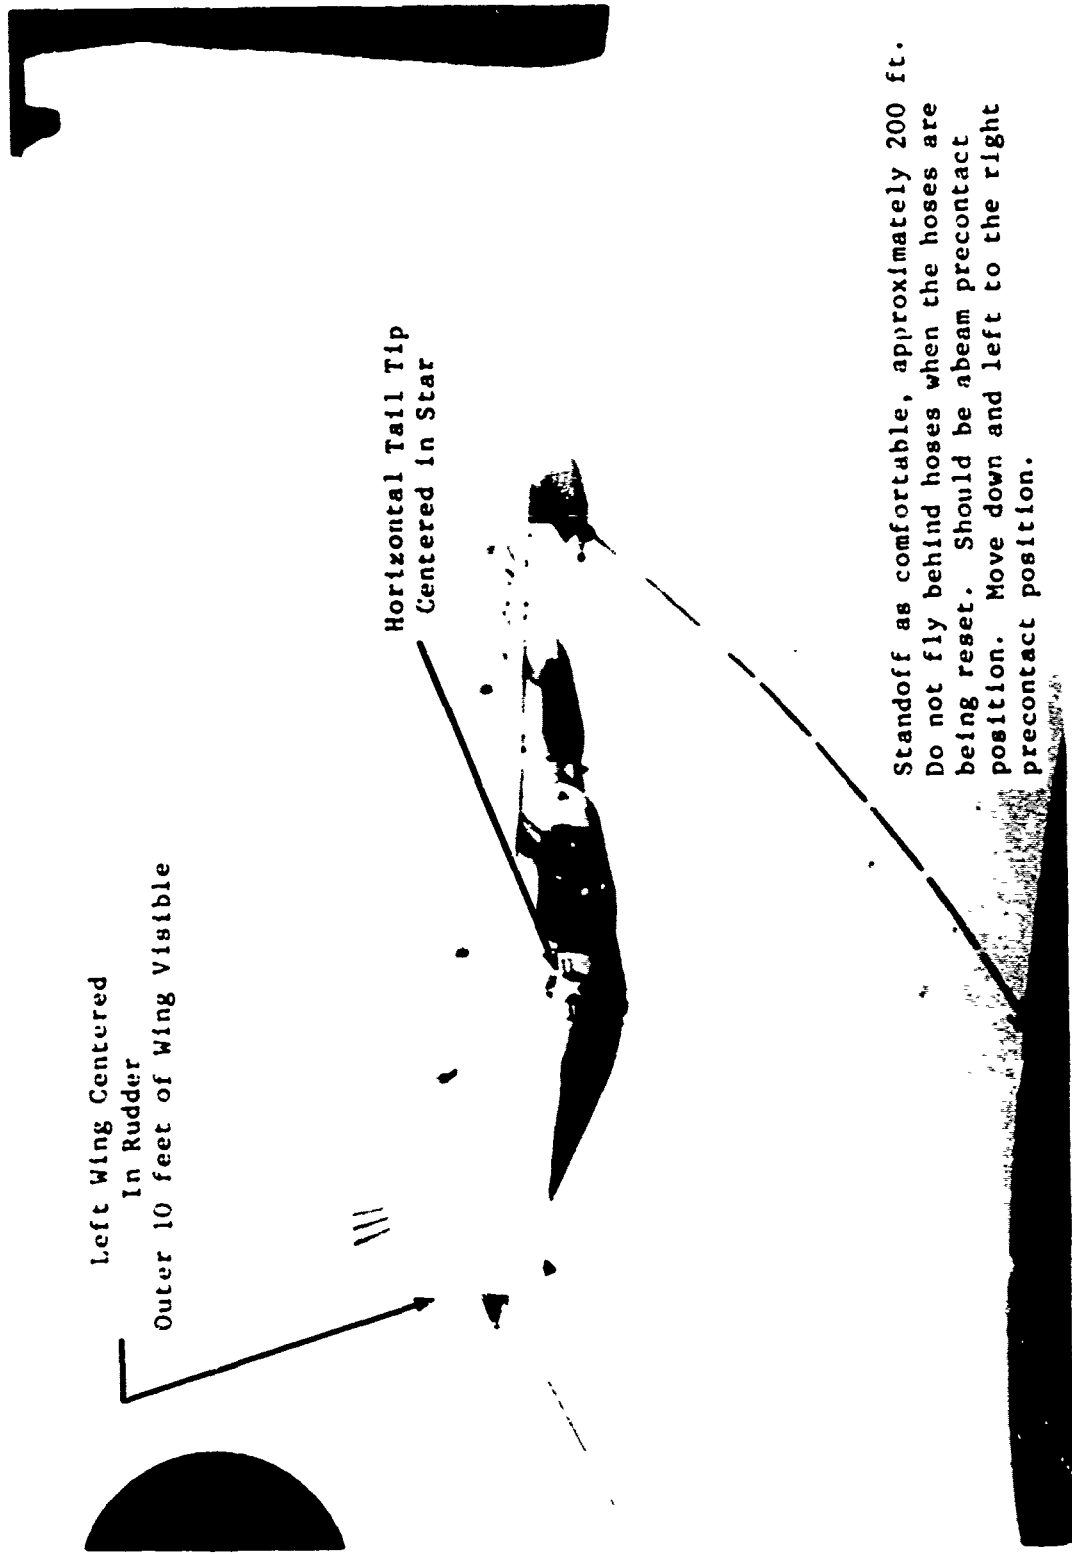 Left Wing Centered
In Rudder
Outer 10 feet of Wing Visible
Horizontal Tail Tip
Centered in Star
Standoff as comfortable, approximately 200 ft.
Do not fly behind hoses when the hoses are
being reset. Should be abeam precontact
position. Move down and left to the right
precontact position.